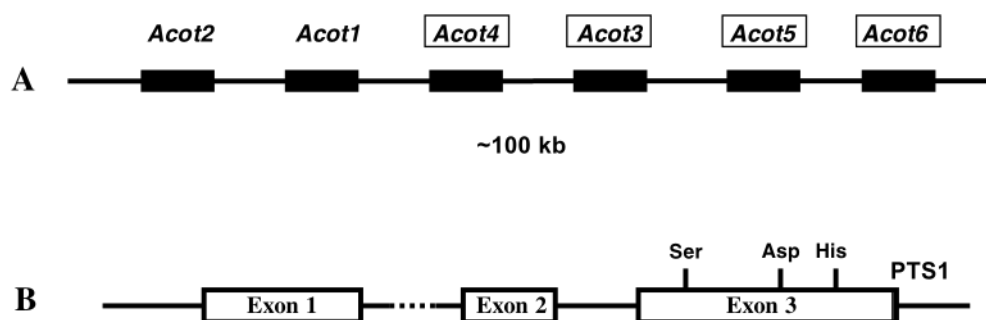 Acot2 Acot1 Acot4 Acot3 Acot5 Acot6
A
~100 kb
Ser Asp His PTS1
B Exon 1 Exon 2 Exon 3